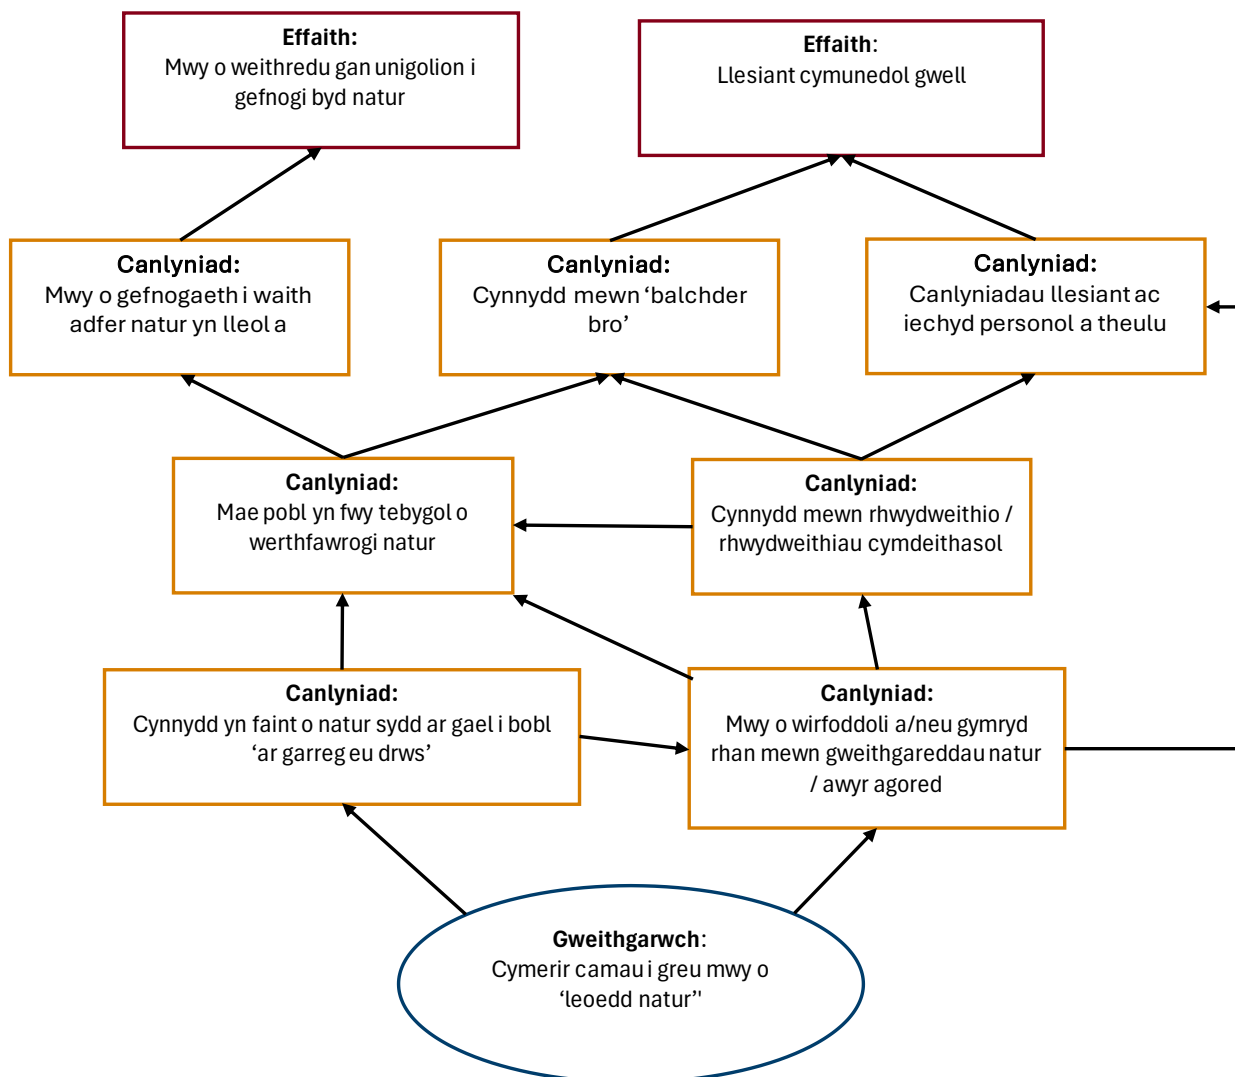 Effaith:
Mwy o weithredu gan unigolion i
gefnogi byd natur
Effaith:
Llesiant cymunedol gwell
Canlyniad:
Mwy o gefnogaeth i waith
adfer natur yn lleol a
Canlyniad:
Cynnydd mewn ‘balchder
bro’
Canlyniad:
Canlyniadau llesiant ac
iechyd personol a theulu
Canlyniad:
Mae pobl yn fwy tebygol o
werthfawrogi natur
Canlyniad:
Cynnydd mewn rhwydweithio /
rhwydweithiau cymdeithasol
Canlyniad:
Cynnydd yn faint o natur sydd ar gael i bobl
‘ar garreg eu drws’
Canlyniad:
Mwy o wirfoddoli a/neu gymryd
rhan mewn gweithgareddau natur
/ awyr agored
Gweithgarwch:
Cymerir camau i greu mwy o
‘leoedd natur"